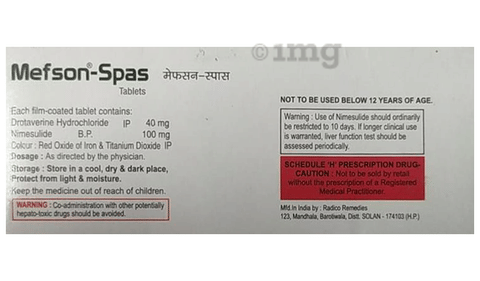 1mg
Mefson®-Spas मेफसन-स्पास
Tablets
Each film-coated tablet contains:
Drotaverine Hydrochloride IP 40 mg
Nimesulide B.P. 100 mg
Colour : Red Oxide of Iron & Titanium Dioxide IP
Dosage : As directed by the physician.
Storage : Store in a cool, dry & dark place,
Protect from light & moisture.
Keep the medicine out of reach of children.
WARNING : Co-administration with other potentially
hepato-toxic drugs should be avoided.
NOT TO BE USED BELOW 12 YEARS OF AGE.
Warning : Use of Nimesulide should ordinarily
be restricted to 10 days. If longer clinical use
is warranted, liver function test should be
assessed periodically.
SCHEDULE 'H' PRESCRIPTION DRUG-
CAUTION : Not to be sold by retail
without the prescription of a Registered
Medical Practitioner.
Mfd.In India by : Radico Remedies
123, Mandhala, Barotiwala, Distt. SOLAN - 174103 (H.P.)